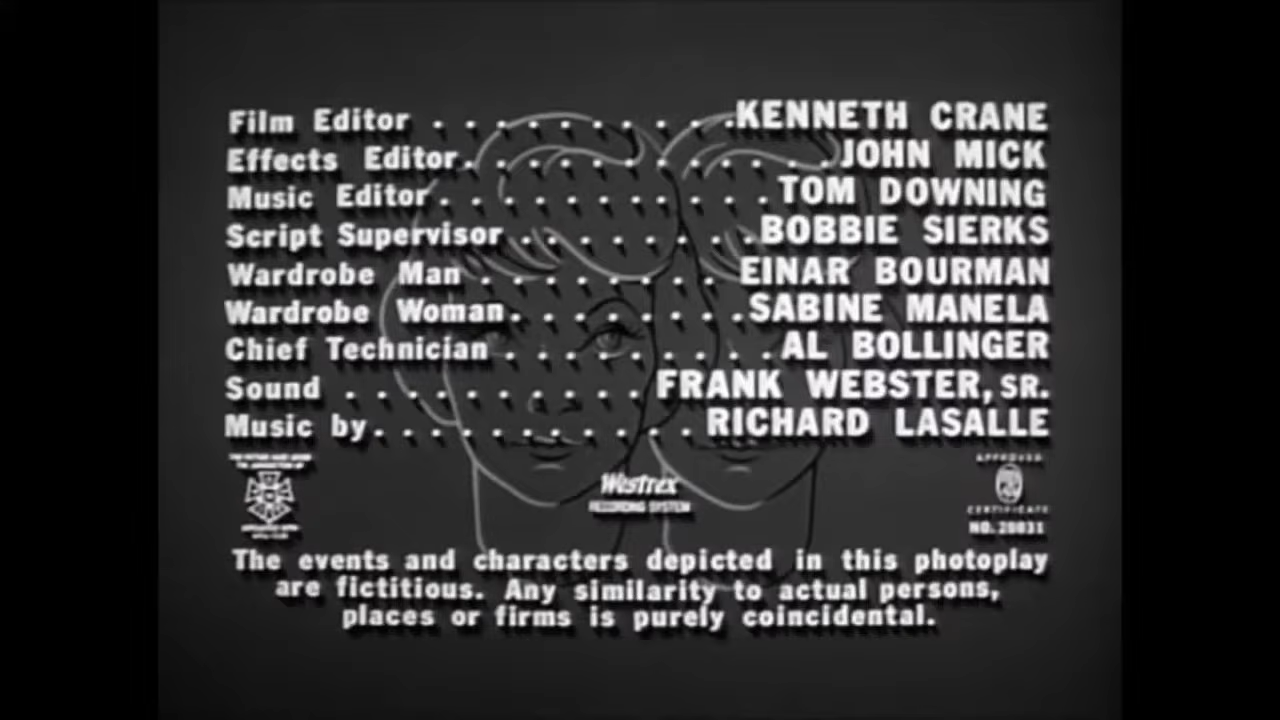 Film Editor . . . . . . . . . .KENNETH CRANE
Effects Editor. . . . . . . . . . . .JOHN MICK
Music Editor. . . . . . . . . . .TOM DOWNING
Script Supervisor . . . . . . . .BOBBIE SIERKS
Wardrobe Man . . . . . . . . EINAR BOURMAN
Wardrobe Woman. . . . . . . .SABINE MANELA
Chief Technician . . . . . . . . .AL BOLLINGER
Sound . . . . . . . . . . FRANK WEBSTER, SR.
Music by. . . . . . . . . . . RICHARD LASALLE
Westrex
RECORDING SYSTEM
APPROVED
CERTIFICATE
The events and characters depicted in this photoplay
are fictitious. Any similarity to actual persons,
places or firms is purely coincidental.